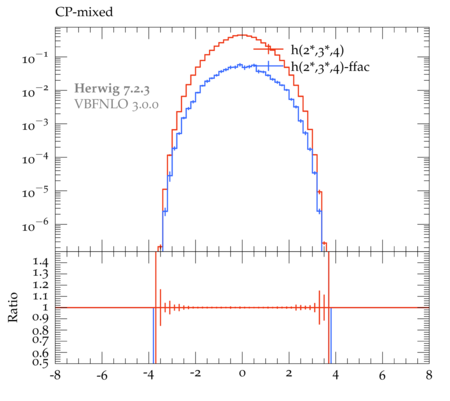 CP-mixed
10⁻¹
h(2*,3*,4)
h(2*,3*,4)-ffac
10⁻²
Herwig 7.2.3
VBFNLO 3.0.0
10⁻³
10⁻⁴
10⁻⁵
10⁻⁶
1.4
1.3
1.2
1.1
1
0.9
0.8
0.7
0.6
0.5
Ratio
-8 -6 -4 -2 0 2 4 6 8